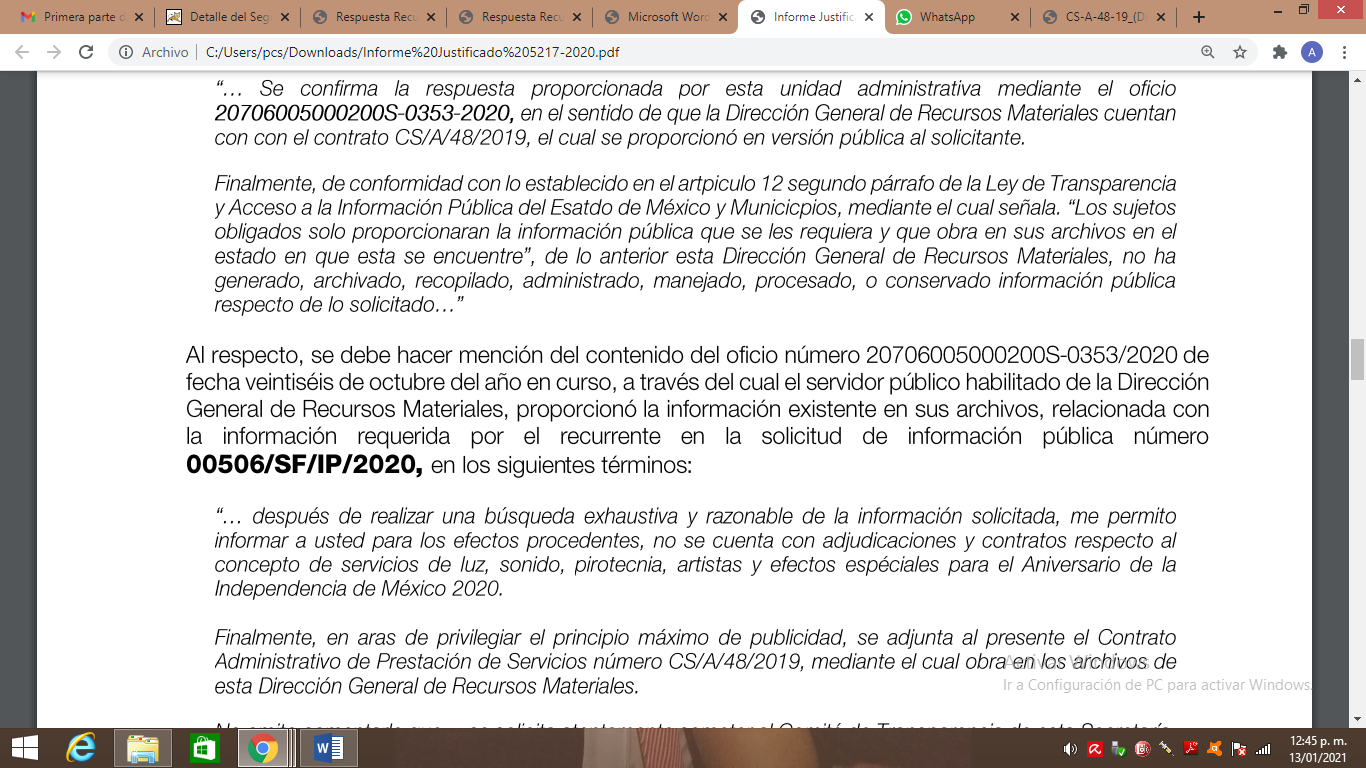 Primera parte d
Detalle del Seg
Respuesta Recu
Respuesta Recu
Microsoft Word
Informe Justific
WhatsApp
CS-A-48-19_(D
Archivo | C:/Users/pcs/Downloads/Informe%20Justificado%205217-2020.pdf
A
“… Se confirma la respuesta proporcionada por esta unidad administrativa mediante el oficio
20706005000200S-0353-2020, en el sentido de que la Dirección General de Recursos Materiales cuentan
con con el contrato CS/A/48/2019, el cual se proporcionó en versión pública al solicitante.
Finalmente, de conformidad con lo establecido en el artpiculo 12 segundo párrafo de la Ley de Transparencia
y Acceso a la Información Pública del Esatdo de México y Municicpios, mediante el cual señala. “Los sujetos
obligados solo proporcionaran la información pública que se les requiera y que obra en sus archivos en el
estado en que esta se encuentre”, de lo anterior esta Dirección General de Recursos Materiales, no ha
generado, archivado, recopilado, administrado, manejado, procesado, o conservado información pública
respecto de lo solicitado…”
Al respecto, se debe hacer mención del contenido del oficio número 20706005000200S-0353/2020 de
fecha veintiséis de octubre del año en curso, a través del cual el servidor público habilitado de la Dirección
General de Recursos Materiales, proporcionó la información existente en sus archivos, relacionada con
la información requerida por el recurrente en la solicitud de información pública número
00506/SF/IP/2020, en los siguientes términos:
“… después de realizar una búsqueda exhaustiva y razonable de la información solicitada, me permito
informar a usted para los efectos procedentes, no se cuenta con adjudicaciones y contratos respecto al
concepto de servicios de luz, sonido, pirotecnia, artistas y efectos espéciales para el Aniversario de la
Independencia de México 2020.
Finalmente, en aras de privilegiar el principio máximo de publicidad, se adjunta al presente el Contrato
Administrativo de Prestación de Servicios número CS/A/48/2019, mediante el cual obra en los archivos de
esta Dirección General de Recursos Materiales.
Activar Windows
Ir a Configuración de PC para activar Windows.
12:45 p. m.
13/01/2021